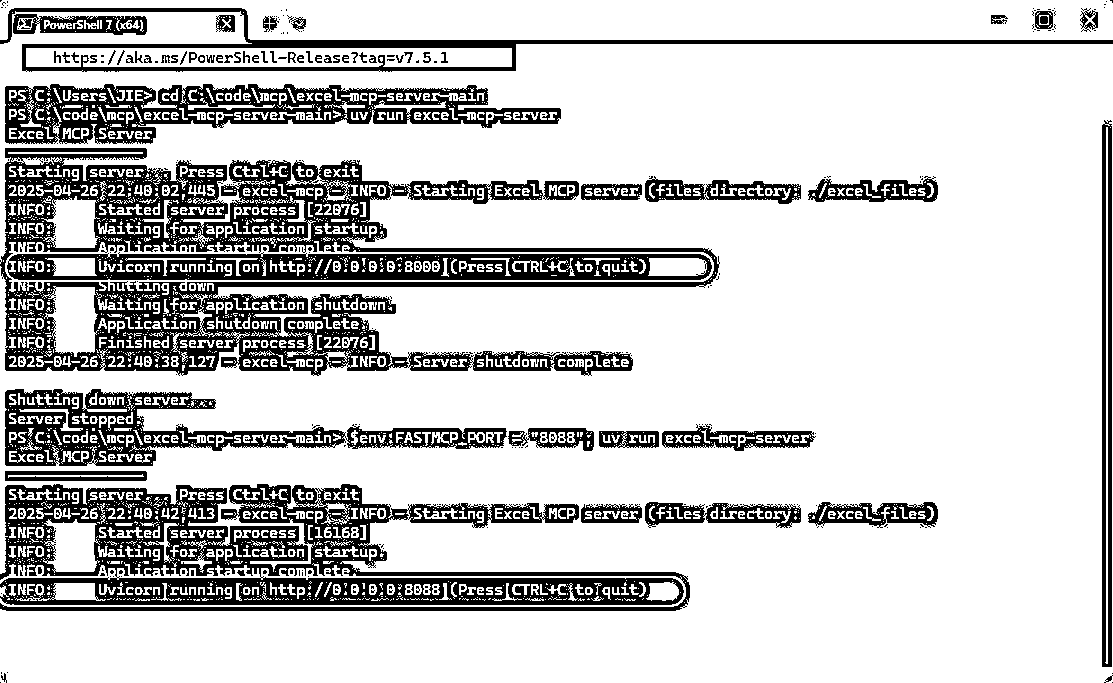 PowerShell 7 (x64)
https://aka.ms/PowerShell-Release?tag=v7.5.1
PS C:\Users\JIE> cd C:\code\mcp\excel-mcp-server-main
PS C:\code\mcp\excel-mcp-server-main> uv run excel-mcp-server
Excel MCP Server
Starting server... Press Ctrl+C to exit
2025-04-26 22:40:02,445 - excel-mcp - INFO - Starting Excel MCP server (files directory: ./excel_files)
INFO: Started server process [22076]
INFO: Waiting for application startup.
INFO: Application startup complete.
INFO: Uvicorn running on http://0.0.0.0:8000 (Press CTRL+C to quit)
INFO: Shutting down
INFO: Waiting for application shutdown.
INFO: Application shutdown complete.
INFO: Finished server process [22076]
2025-04-26 22:40:38,127 - excel-mcp - INFO - Server shutdown complete
Shutting down server...
Server stopped.
PS C:\code\mcp\excel-mcp-server-main> $env:FASTMCP_PORT = "8088"; uv run excel-mcp-server
Excel MCP Server
Starting server... Press Ctrl+C to exit
2025-04-26 22:40:42,413 - excel-mcp - INFO - Starting Excel MCP server (files directory: ./excel_files)
INFO: Started server process [16168]
INFO: Waiting for application startup.
INFO: Application startup complete.
INFO: Uvicorn running on http://0.0.0.0:8088 (Press CTRL+C to quit)